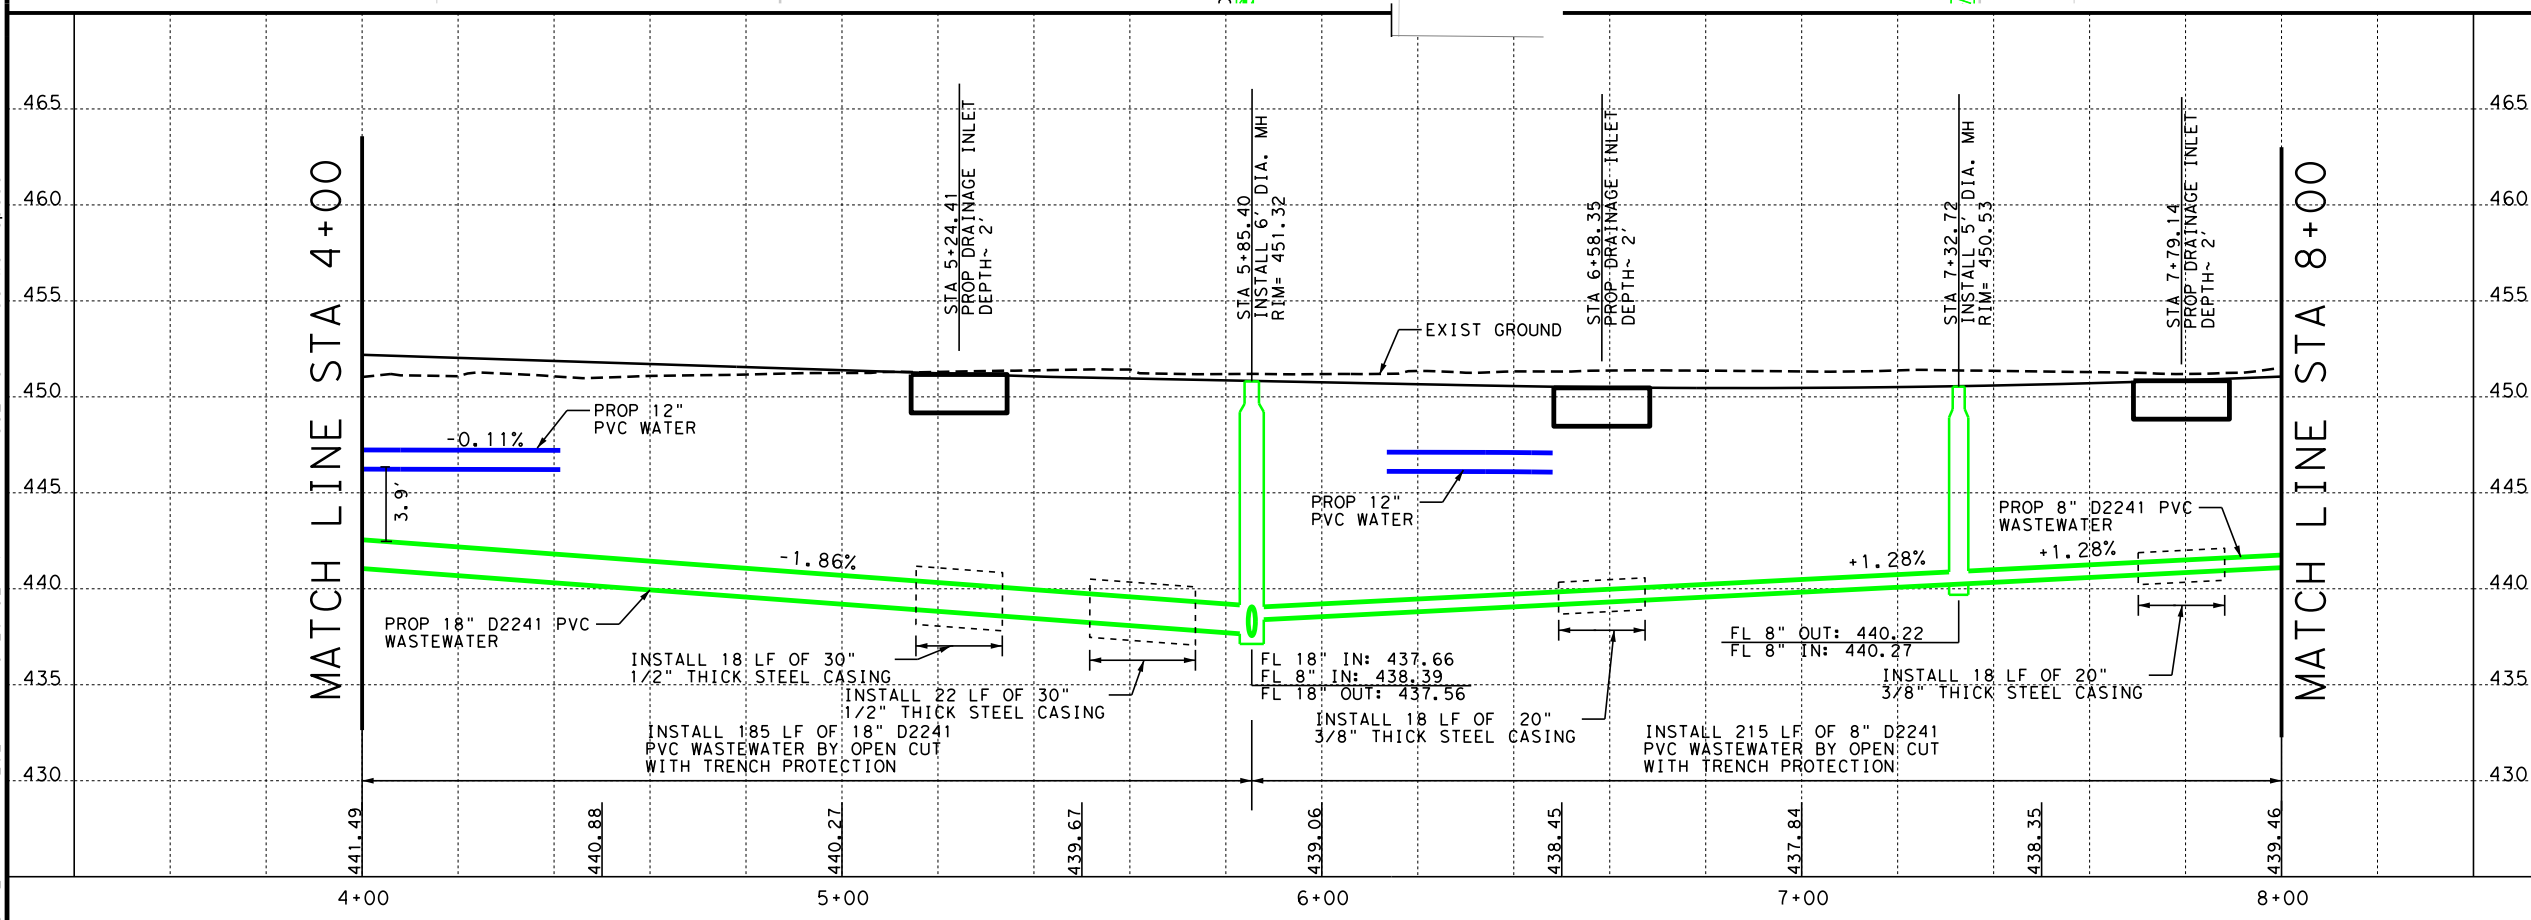 465
460
455
450
445
440
435
430
MATCH LINE STA 4+00
STA 5+24.41
PROP DRAINAGE INLET
DEPTH~ 2'
STA 5+85.40
INSTALL 6' DIA. MH
RIM= 451.32
STA 6+58.35
PROP DRAINAGE INLET
DEPTH~ 2'
STA 7+32.72
INSTALL 5' DIA. MH
RIM= 450.53
STA 7+79.14
PROP DRAINAGE INLET
DEPTH~ 2'
MATCH LINE STA 8+00
465
460
455
450
445
440
435
430
EXIST GROUND
PROP 12"
PVC WATER
-0.11%
3.9'
-1.86%
PROP 18" D2241 PVC
WASTEWATER
INSTALL 18 LF OF 30"
1/2" THICK STEEL CASING
INSTALL 22 LF OF 30"
1/2" THICK STEEL CASING
INSTALL 185 LF OF 18" D2241
PVC WASTEWATER BY OPEN CUT
WITH TRENCH PROTECTION
PROP 12"
PVC WATER
FL 18" IN: 437.66
FL 8" IN: 438.39
FL 18" OUT: 437.56
INSTALL 18 LF OF 20"
3/8" THICK STEEL CASING
+1.28%
+1.28%
PROP 8" D2241 PVC
WASTEWATER
FL 8" OUT: 440.22
FL 8" IN: 440.27
INSTALL 18 LF OF 20"
3/8" THICK STEEL CASING
INSTALL 215 LF OF 8" D2241
PVC WASTEWATER BY OPEN CUT
WITH TRENCH PROTECTION
441.49
440.88
440.27
439.67
439.06
438.45
437.84
438.35
439.46
4+00
5+00
6+00
7+00
8+00